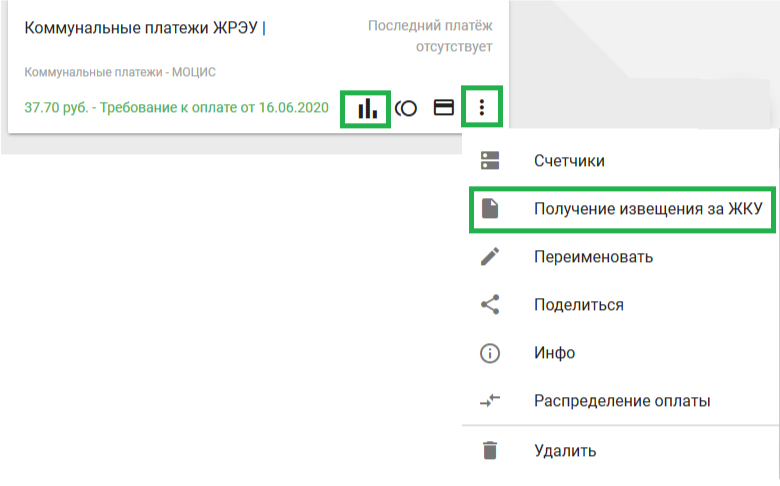 Коммунальные платежи ЖРЭУ |
Последний платёж
отсутствует
Коммунальные платежи - МОЦИС
37.70 руб. - Требование к оплате от 16.06.2020
Счетчики
Получение извещения за ЖКУ
Переименовать
Поделиться
Инфо
Распределение оплаты
Удалить